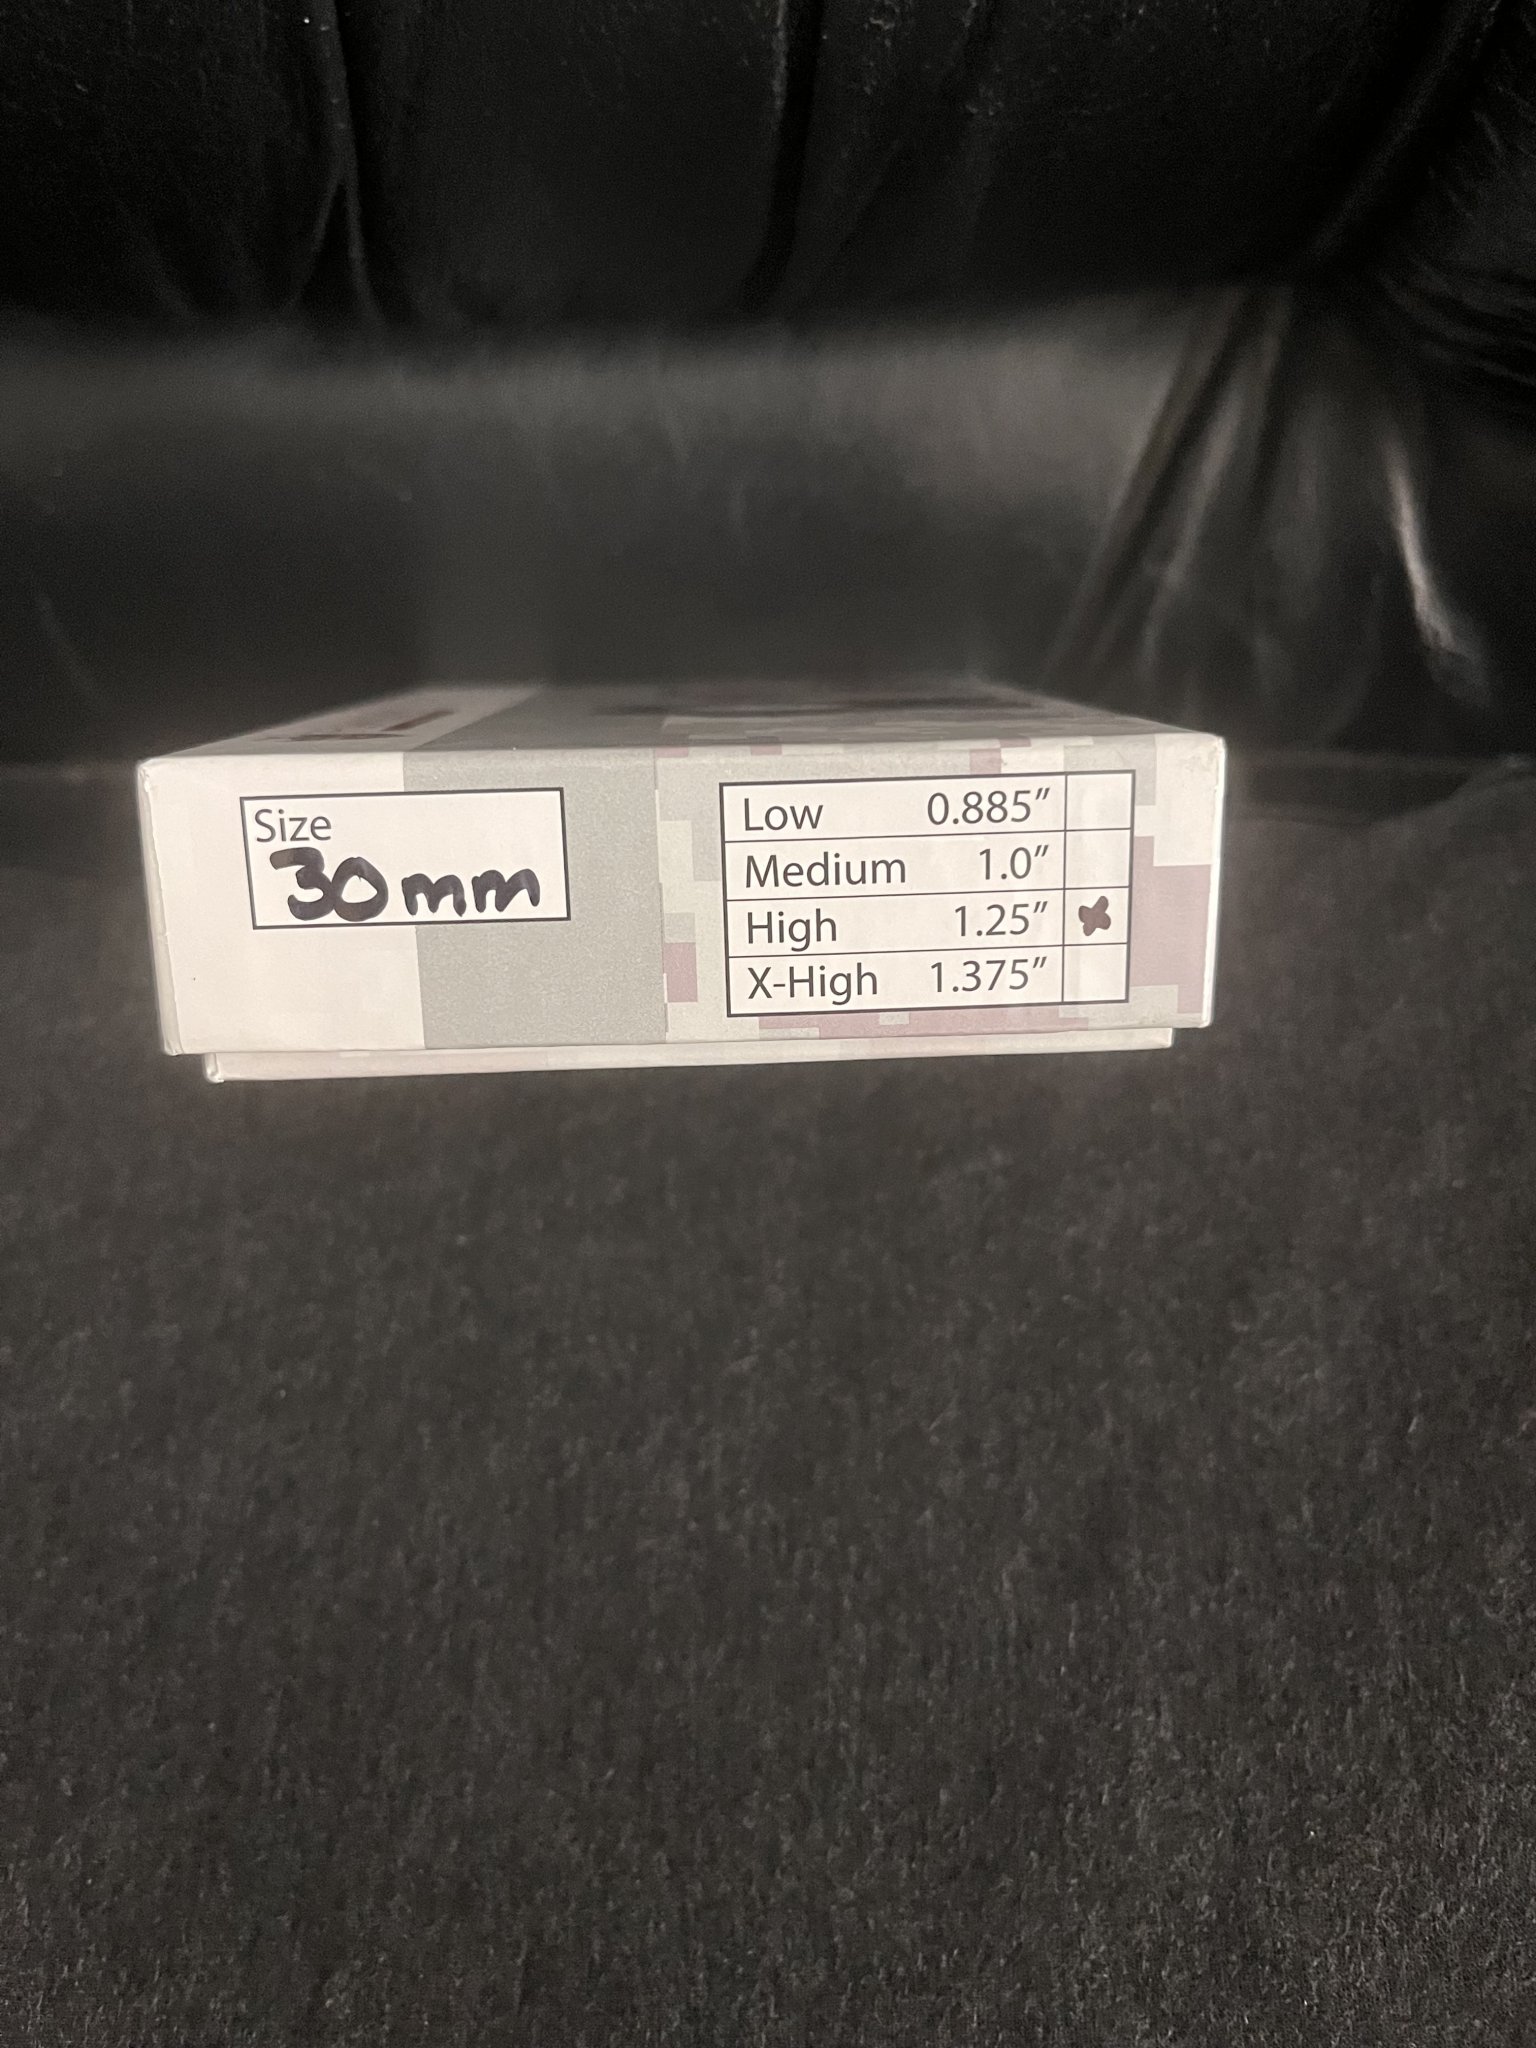 Size
30mm
Low 0.885"
Medium 1.0"
High 1.25"
X-High 1.375"